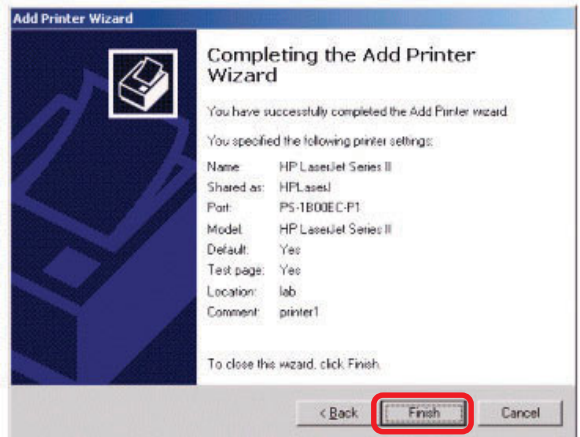 Add Printer Wizard
Completing the Add Printer
Wizard
You have successfully completed the Add Printer wizard.
You specified the following printer settings:
Name: HP LaserJet Series II
Shared as: HPLaserJ
Port: PS-1B00EC-P1
Model: HP LaserJet Series II
Default: Yes
Test page: Yes
Location: lab
Comment: printer1
To close this wizard, click Finish.
< Back Finish Cancel